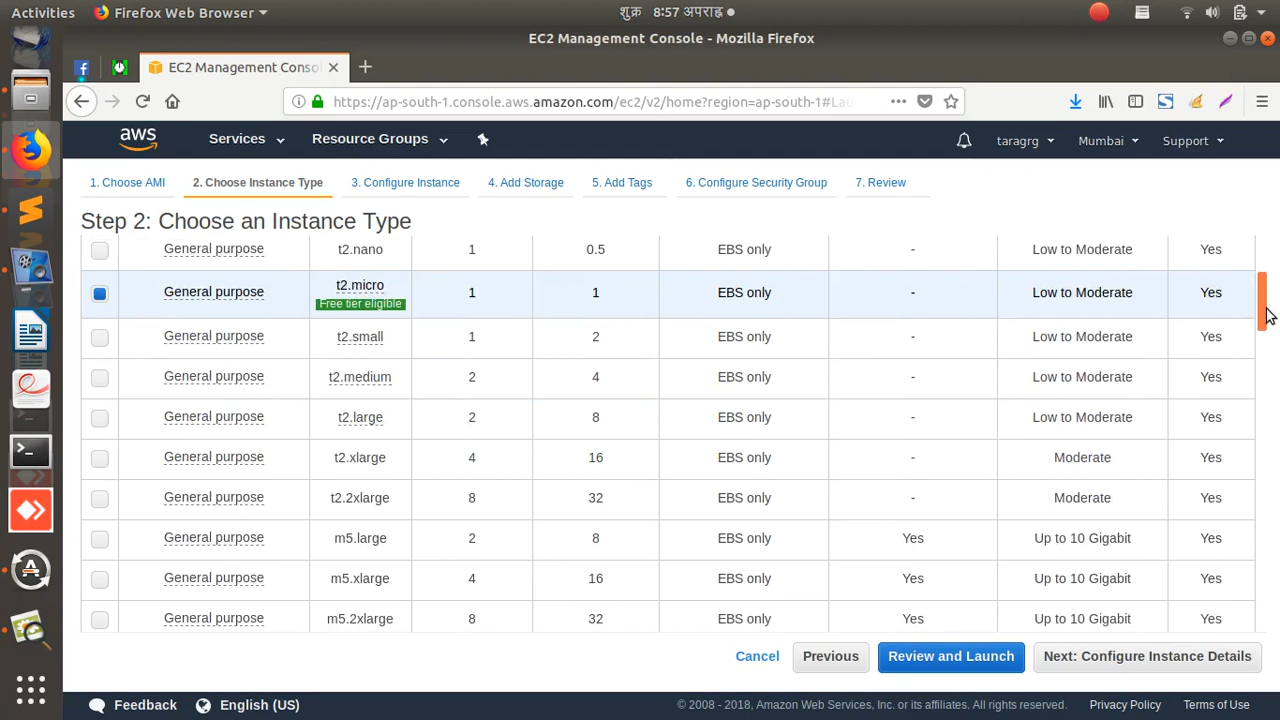 Activities Firefox Web Browser शुक्र 8:57 अपराह्न
EC2 Management Console - Mozilla Firefox
EC2 Management Conso
https://ap-south-1.console.aws.amazon.com/ec2/v2/home?region=ap-south-1#Lau
aws Services Resource Groups taragrg Mumbai Support
1. Choose AMI 2. Choose Instance Type 3. Configure Instance 4. Add Storage 5. Add Tags 6. Configure Security Group 7. Review
Step 2: Choose an Instance Type
General purpose t2.nano 1 0.5 EBS only - Low to Moderate Yes
General purpose t2.micro 1 1 EBS only - Low to Moderate Yes
Free tier eligible
General purpose t2.small 1 2 EBS only - Low to Moderate Yes
General purpose t2.medium 2 4 EBS only - Low to Moderate Yes
General purpose t2.large 2 8 EBS only - Low to Moderate Yes
General purpose t2.xlarge 4 16 EBS only - Moderate Yes
General purpose t2.2xlarge 8 32 EBS only - Moderate Yes
General purpose m5.large 2 8 EBS only Yes Up to 10 Gigabit Yes
General purpose m5.xlarge 4 16 EBS only Yes Up to 10 Gigabit Yes
General purpose m5.2xlarge 8 32 EBS only Yes Up to 10 Gigabit Yes
Cancel Previous Review and Launch Next: Configure Instance Details
Feedback English (US) © 2008 - 2018, Amazon Web Services, Inc. or its affiliates. All rights reserved. Privacy Policy Terms of Use